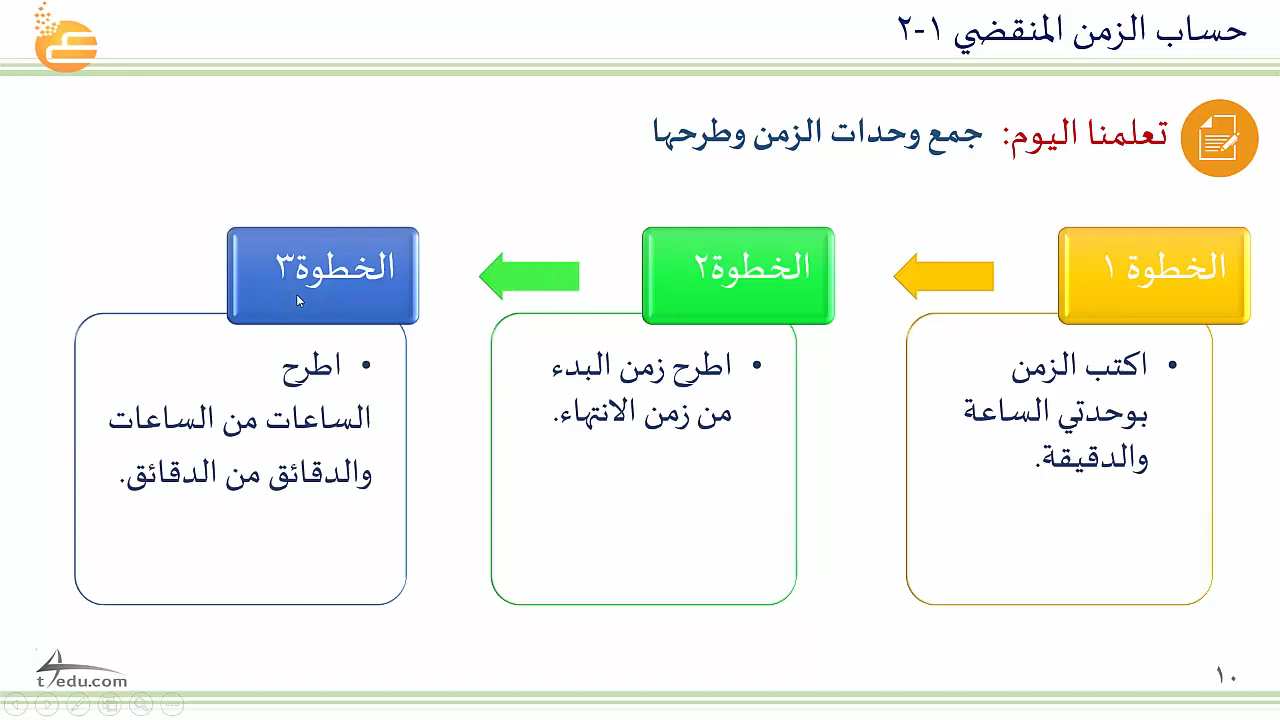 حساب الزمن المنقضي ١-٢
تعلمنا اليوم: جمع وحدات الزمن وطرحها
الخطوة ١
• اكتب الزمن
بوحدتي الساعة
والدقيقة.
الخطوة٢
• اطرح زمن البدء
من زمن الانتهاء.
الخطوة٣
• اطرح
الساعات من الساعات
والدقائق من الدقائق.
t4edu.com
١٠